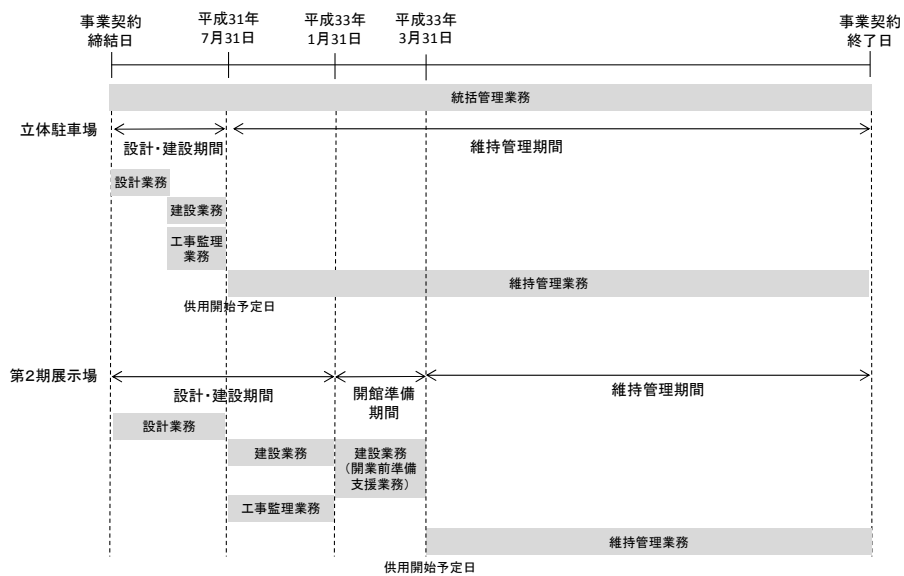 事業契約
締結日
平成31年
7月31日
平成33年
1月31日
平成33年
3月31日
事業契約
終了日
統括管理業務
立体駐車場
設計・建設期間
維持管理期間
設計業務
建設業務
工事監理
業務
維持管理業務
供用開始予定日
第2期展示場
設計・建設期間
開館準備
期間
維持管理期間
設計業務
建設業務
建設業務
（開業前準備
支援業務）
工事監理業務
維持管理業務
供用開始予定日